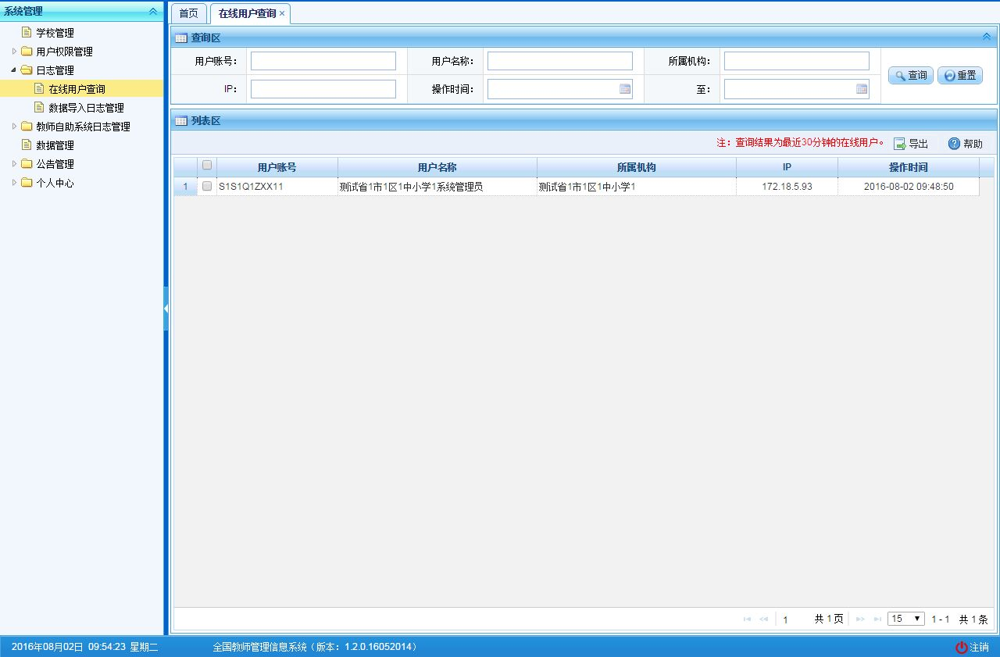 系统管理
学校管理
用户权限管理
日志管理
在线用户查询
数据导入日志管理
教师自助系统日志管理
数据管理
公告管理
个人中心
首页 在线用户查询 ×
查询区
用户账号： 用户名称： 所属机构：
IP： 操作时间： 至：
查询 重置
列表区
注：查询结果为最近30分钟的在线用户。 导出 帮助
用户账号 用户名称 所属机构 IP 操作时间
1 S1S1Q1ZXX11 测试省1市1区1中小学1系统管理员 测试省1市1区1中小学1 172.18.5.93 2016-08-02 09:48:50
1 共 1 页 15 1 - 1 共 1 条
2016年08月02日 09:54:23 星期二 全国教师管理信息系统（版本：1.2.0.16052014） 注销